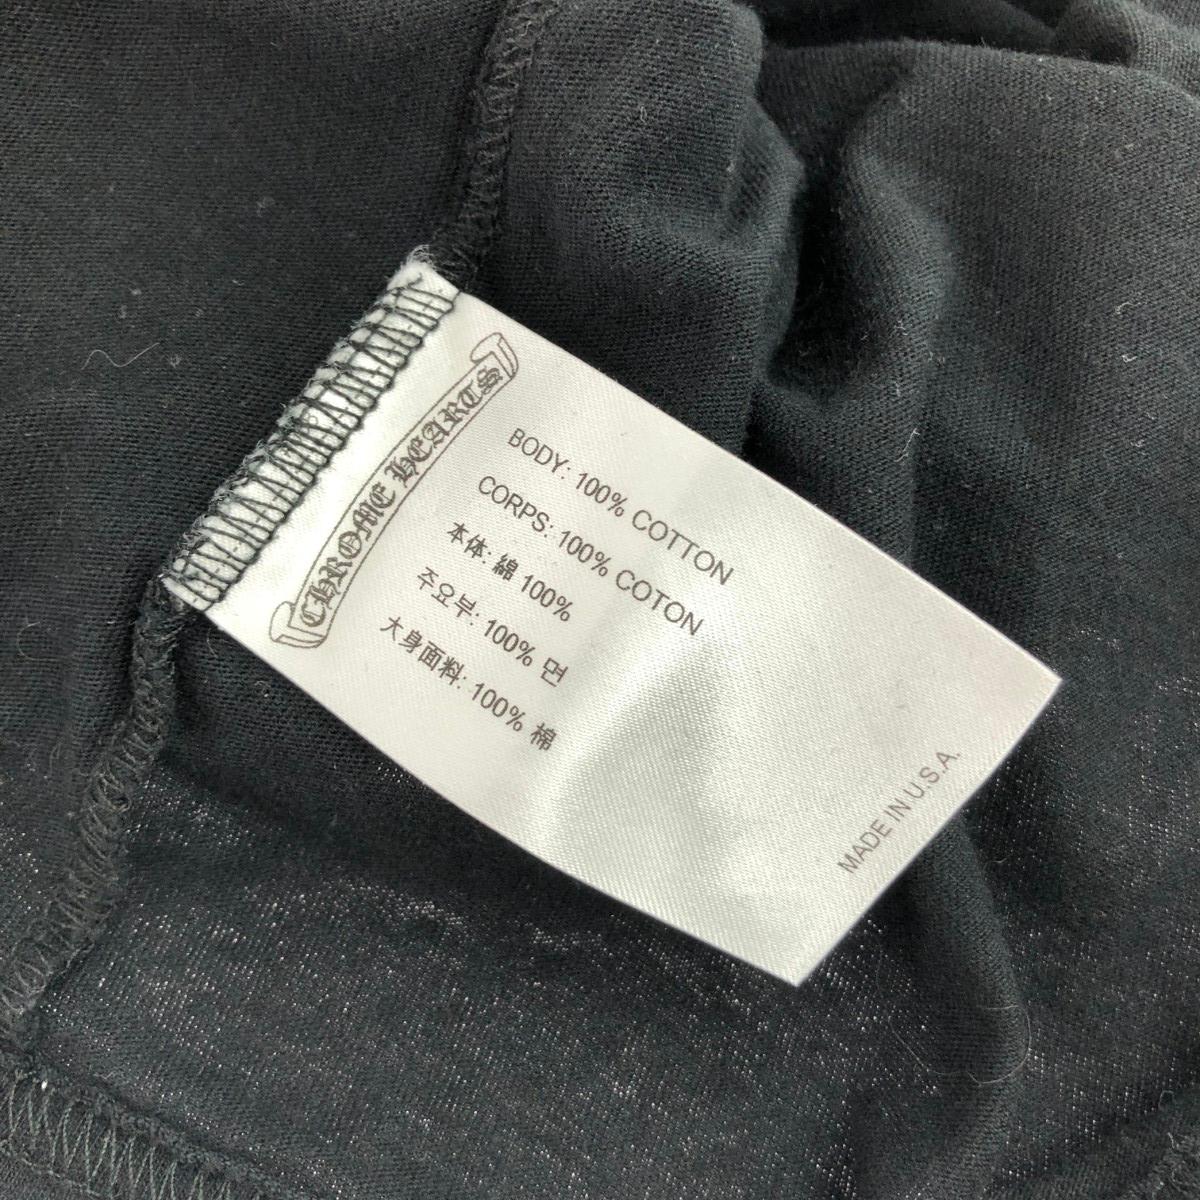 CHROME HEARTS
BODY: 100% COTTON
CORPS: 100% COTON
本体: 綿 100%
주요부: 100% 면
大身面料: 100% 棉
MADE IN U.S.A.